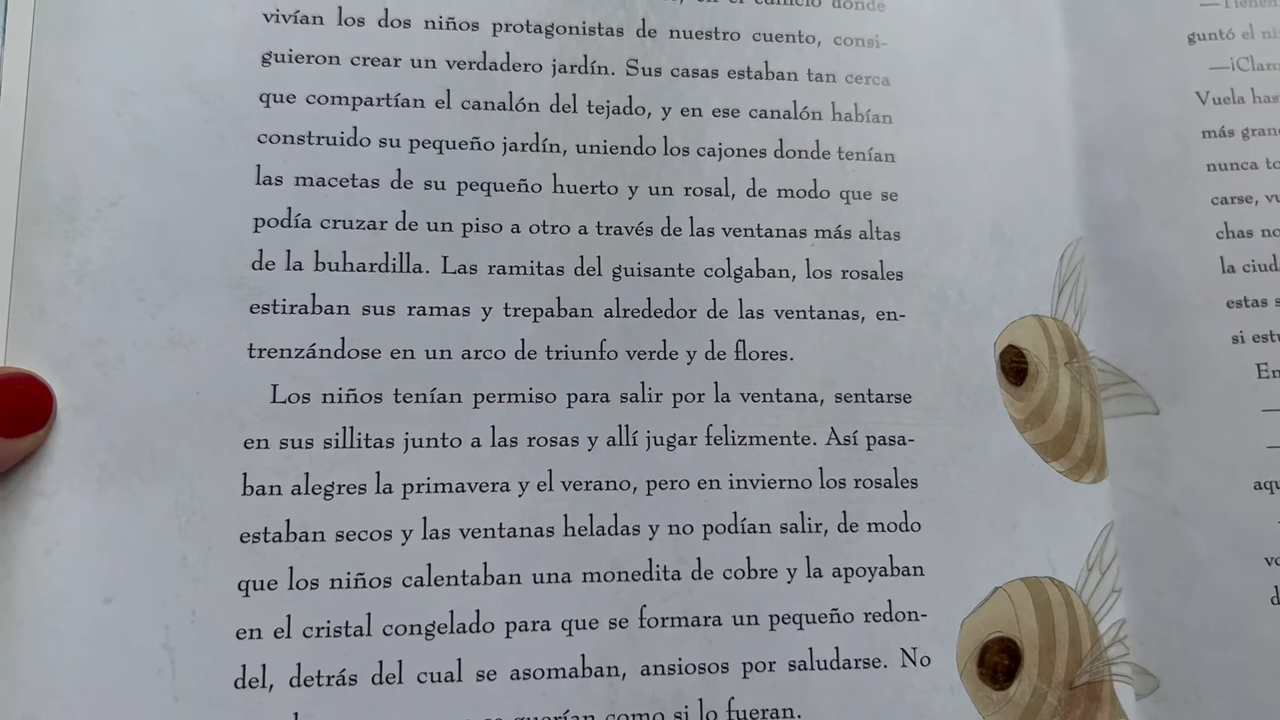 donde
vivían los dos niños protagonistas de nuestro cuento, consi-
guieron crear un verdadero jardín. Sus casas estaban tan cerca
que compartían el canalón del tejado, y en ese canalón habían
construido su pequeño jardín, uniendo los cajones donde tenían
las macetas de su pequeño huerto y un rosal, de modo que se
podía cruzar de un piso a otro a través de las ventanas más altas
de la buhardilla. Las ramitas del guisante colgaban, los rosales
estiraban sus ramas y trepaban alrededor de las ventanas, en-
trenzándose en un arco de triunfo verde y de flores.
Los niños tenían permiso para salir por la ventana, sentarse
en sus sillitas junto a las rosas y allí jugar felizmente. Así pasa-
ban alegres la primavera y el verano, pero en invierno los rosales
estaban secos y las ventanas heladas y no podían salir, de modo
que los niños calentaban una monedita de cobre y la apoyaban
en el cristal congelado para que se formara un pequeño redon-
del, detrás del cual se asomaban, ansiosos por saludarse. No
como si lo fueran.
guntó el
—¡Claro
Vuela
más
nunca
carse,
chas
la
estas
si